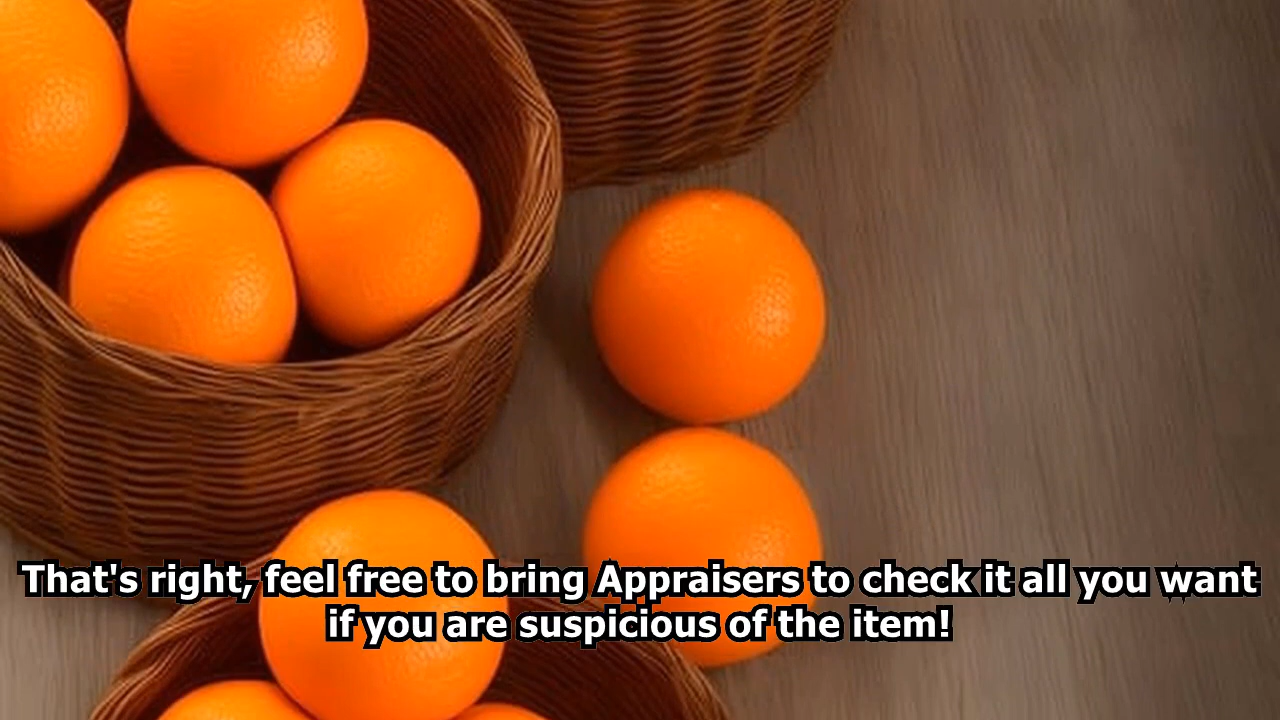 That's right, feel free to bring Appraisers to check it all you want
if you are suspicious of the item!